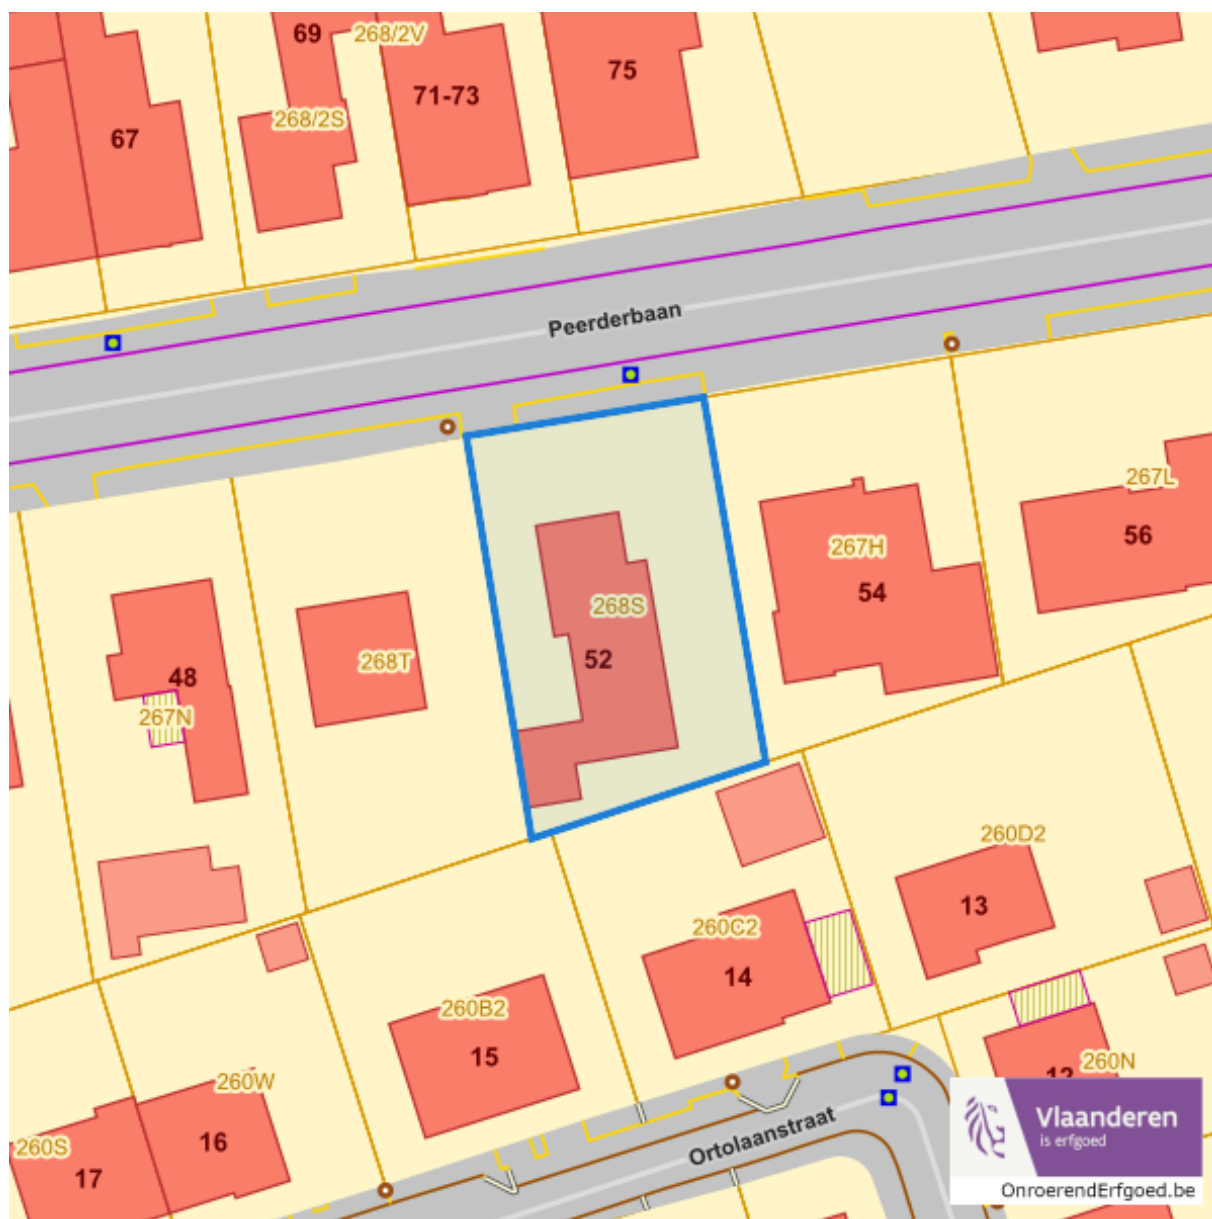 69
268/2V
75
71-73
268/2S
67
Peerderbaan
267L
56
267H
54
268S
52
268T
48
267N
260D2
13
260C2
14
260B2
15
260N
12
260W
16
260S
17
Ortolaanstraat
Vlaanderen
is erfgoed
OnroerendErfgoed.be